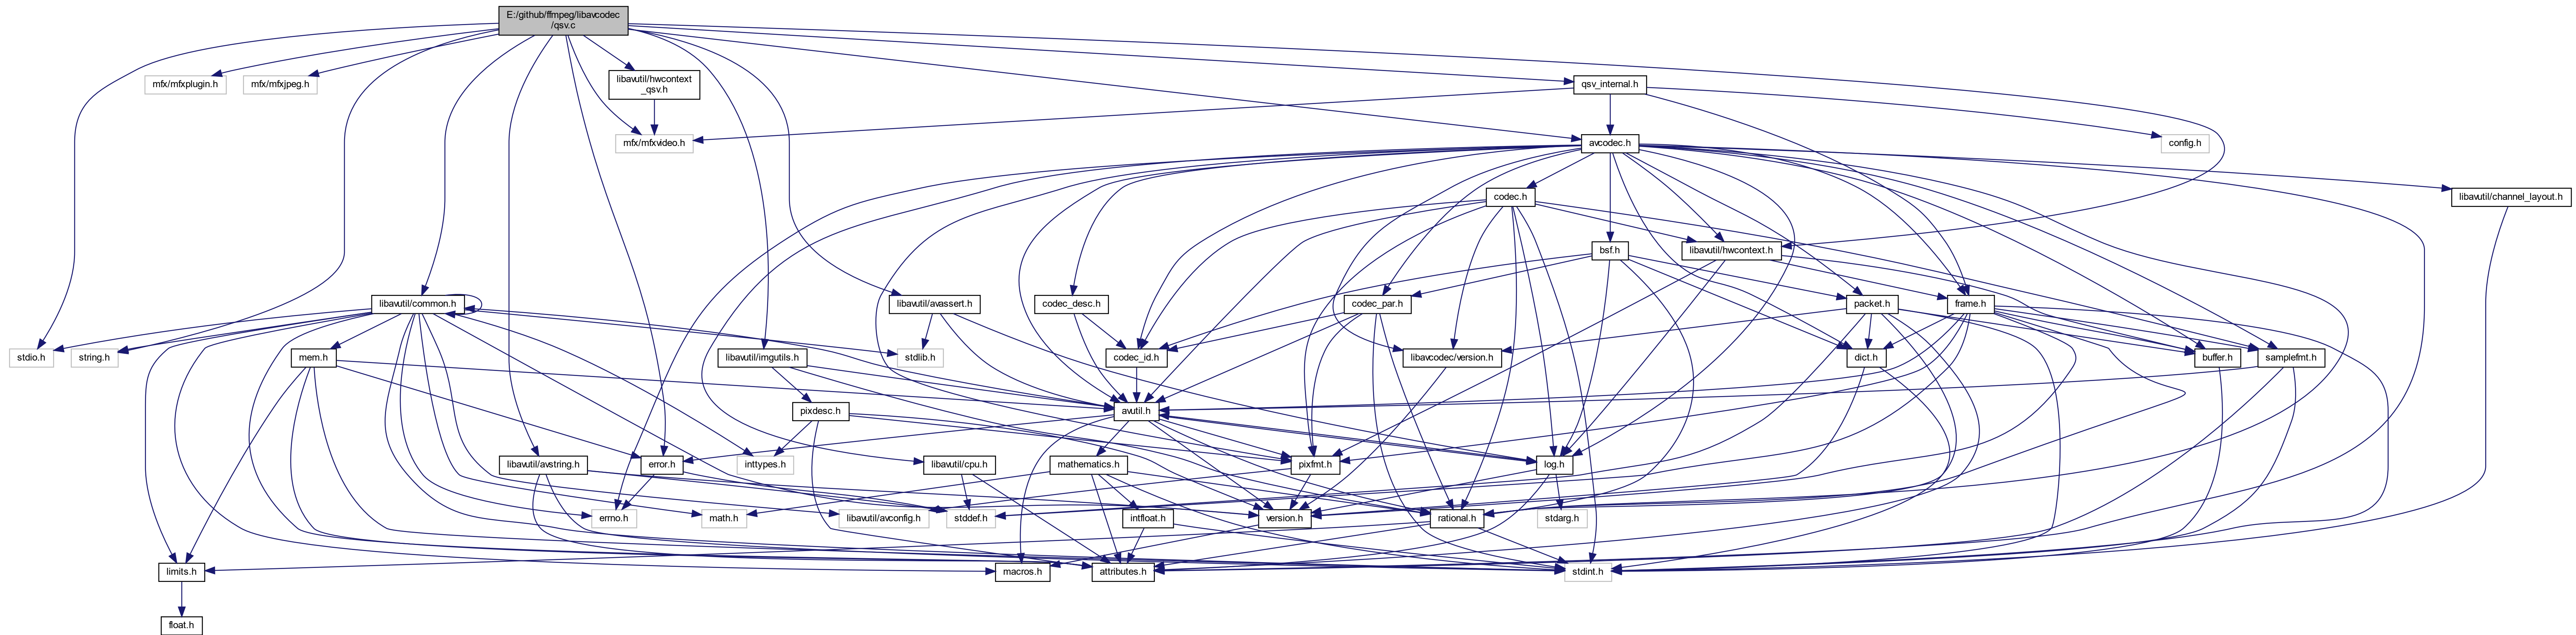 E:/github/ffmpeg/libavcodec
/qsv.c
mfx/mfxplugin.h
mfx/mfxjpeg.h
libavutil/hwcontext
_qsv.h
qsv_internal.h
mfx/mfxvideo.h
avcodec.h
config.h
codec.h
libavutil/channel_layout.h
bsf.h
libavutil/hwcontext.h
libavutil/common.h
libavutil/avassert.h
codec_desc.h
codec_par.h
packet.h
frame.h
stdio.h
string.h
mem.h
libavutil/imgutils.h
stdlib.h
codec_id.h
libavcodec/version.h
dict.h
buffer.h
samplefmt.h
pixdesc.h
avutil.h
libavutil/avstring.h
error.h
inttypes.h
libavutil/cpu.h
mathematics.h
pixfmt.h
log.h
errno.h
math.h
libavutil/avconfig.h
stddef.h
intfloat.h
version.h
rational.h
stdarg.h
limits.h
macros.h
attributes.h
stdint.h
float.h